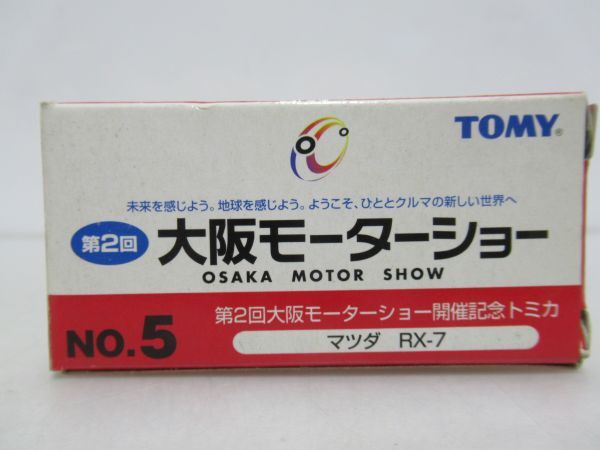 TOMY®
未来を感じよう。地球を感じよう。ようこそ、ひととクルマの新しい世界へ
第2回 大阪モーターショー
OSAKA MOTOR SHOW
NO.5 第2回大阪モーターショー開催記念トミカ
マツダ RX-7